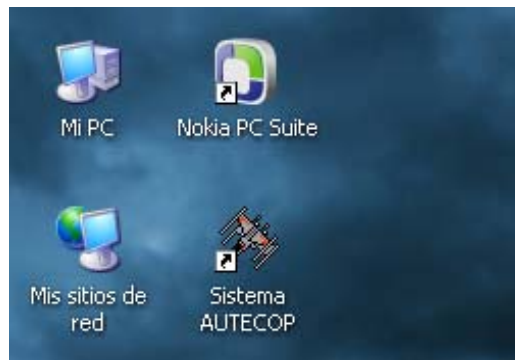 Mi PC
Nokia PC Suite
Mis sitios de
red
Sistema
AUTECOP